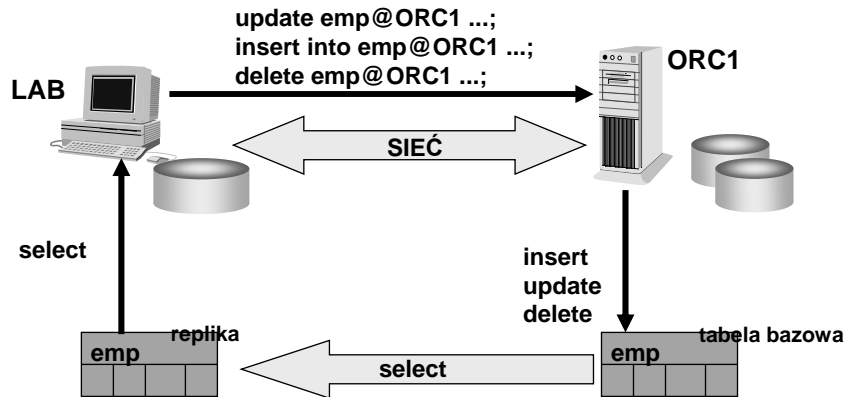 update emp@ORC1 ...;
insert into emp@ORC1 ...;
delete emp@ORC1 ...;
LAB
ORC1
SIEĆ
select
insert
update
delete
replika
emp
select
tabela bazowa
emp